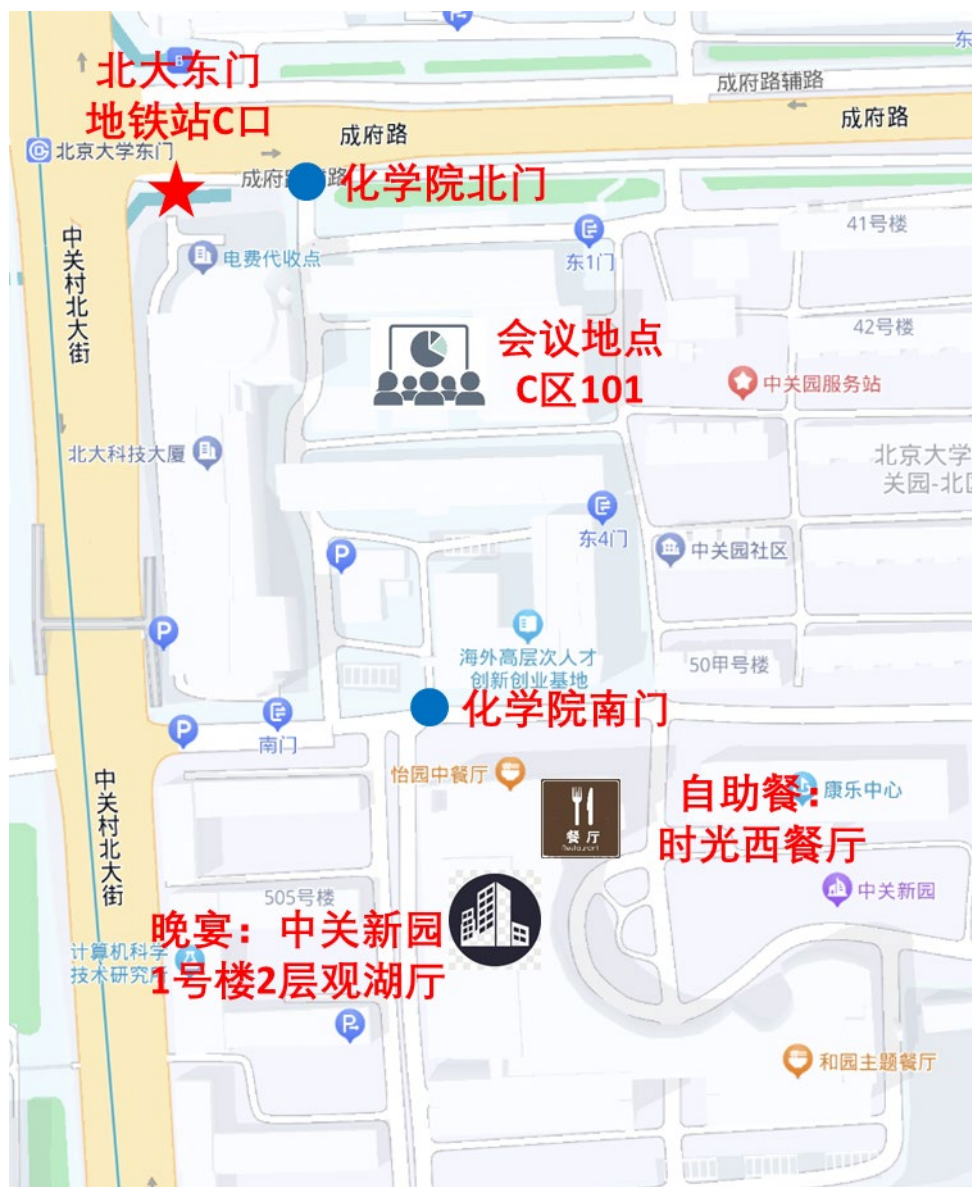 东
北大东门
地铁站C口
成府路辅路
成府路
成府路
北京大学东门
成府
路
化学院北门
41号楼
中关村北大街
电费代收点
东1门
会议地点
C区101
42号楼
中关园服务站
北大科技大厦
北京大学
关园-北区
东4门
中关园社区
P
P
海外高层次人才
创新创业基地
50甲号楼
化学院南门
P
南门
怡园中餐厅
中关村北大街
餐厅
Restaurant
自助餐：
时光西餐厅
康乐中心
505号楼
中关新园
晚宴：中关新园
1号楼2层观湖厅
计算机科学
技术研究所
P
和园主题餐厅